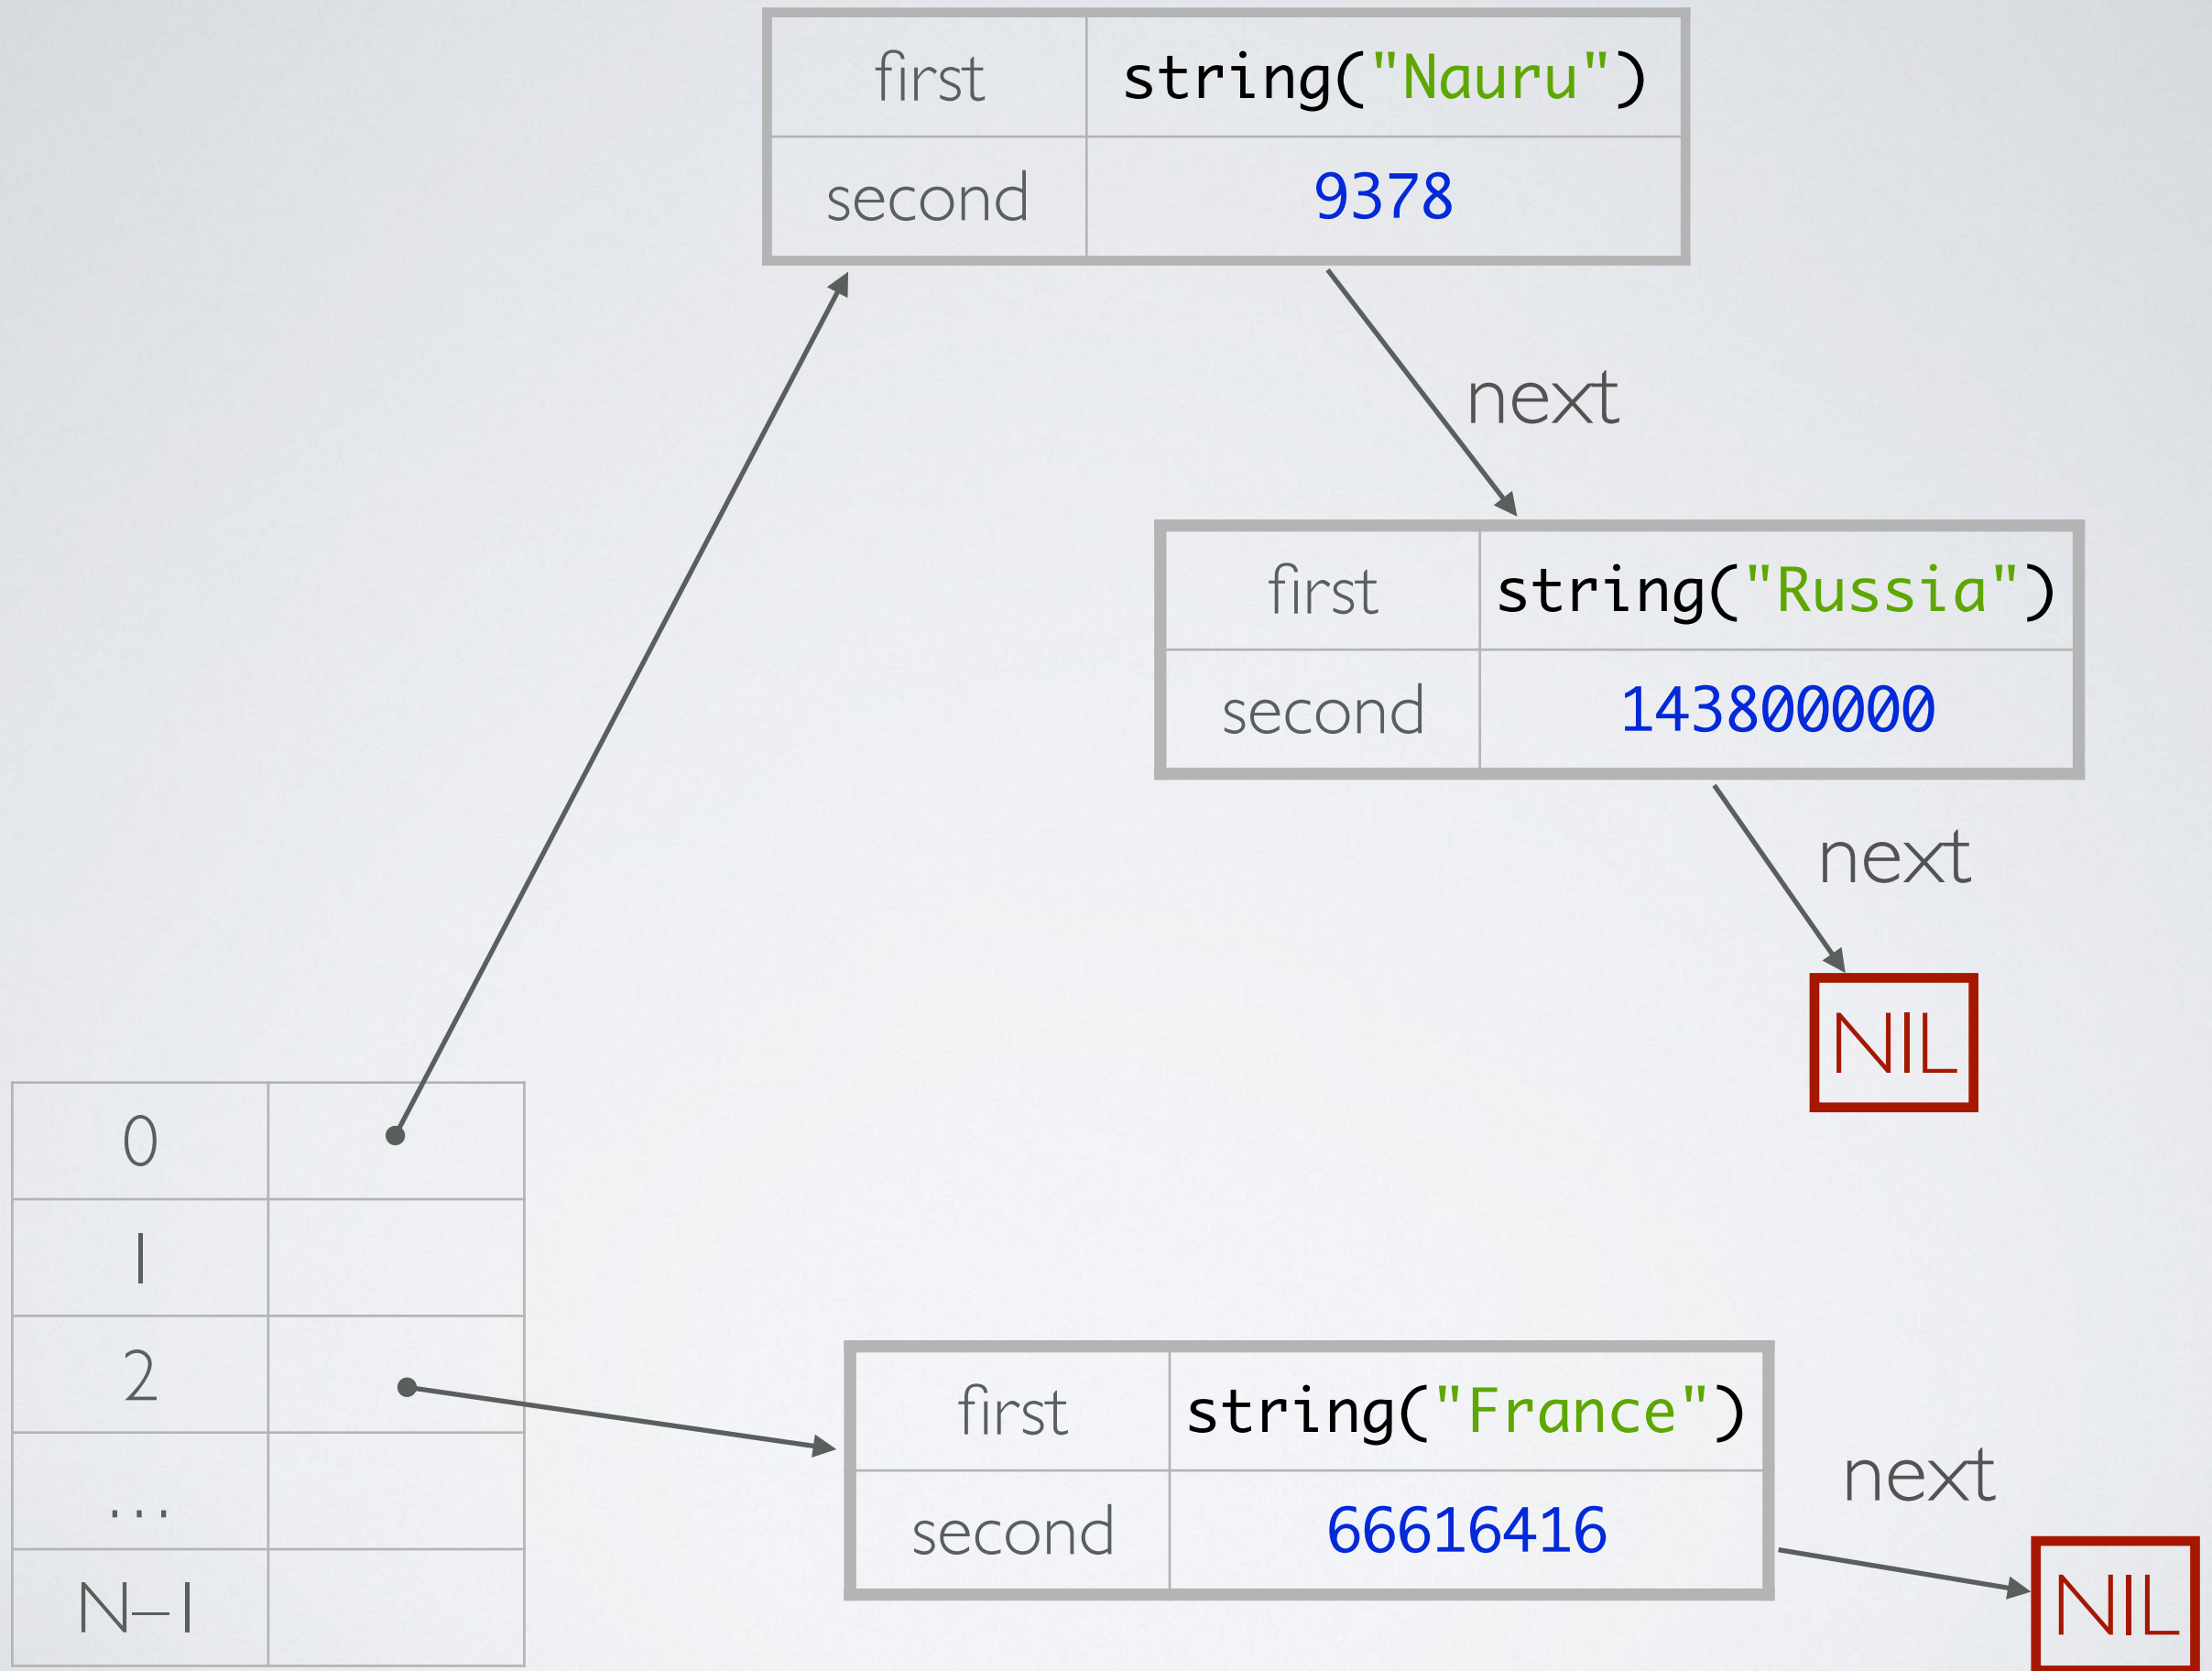 first string("Nauru")
second 9378
next
first string("Russia")
second 143800000
next
NIL
0
1
2
...
N–1
first string("France")
second 66616416
next
NIL